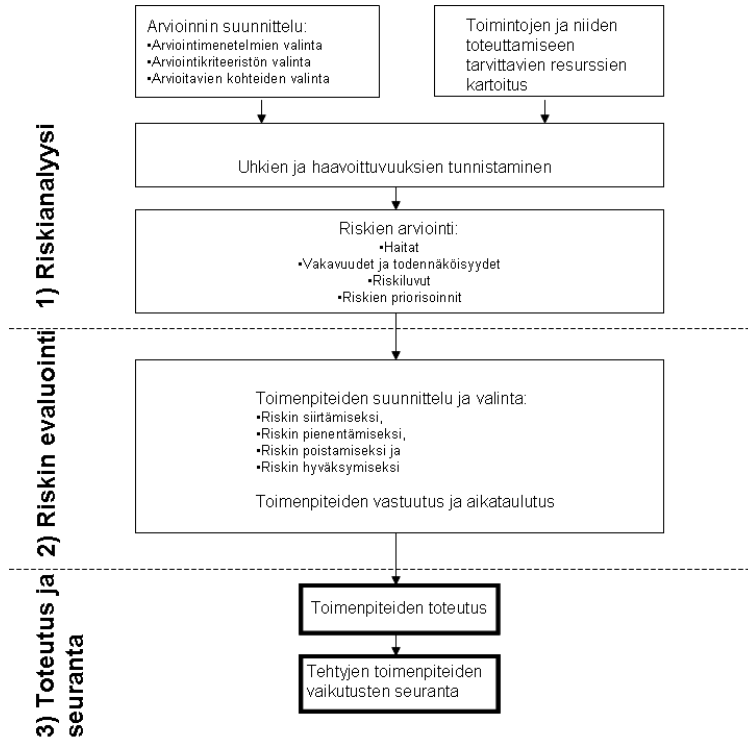 Arvioinnin suunnittelu:
▪Arviointimenetelmien valinta
▪Arviointikriteeristön valinta
▪Arvioitavien kohteiden valinta
Toimintojen ja niiden
toteuttamiseen
tarvittavien resurssien
kartoitus
1) Riskianalyysi
Uhkien ja haavoittuvuuksien tunnistaminen
Riskien arviointi:
▪Haitat
▪Vakavuudet ja todennäköisyydet
▪Riskiluvut
▪Riskien priorisoinnit
2) Riskin evaluointi
Toimenpiteiden suunnittelu ja valinta:
▪Riskin siirtämiseksi,
▪Riskin pienentämiseksi,
▪Riskin poistamiseksi ja
▪Riskin hyväksymiseksi
Toimenpiteiden vastuutus ja aikataulutus
3) Toteutus ja
seuranta
Toimenpiteiden toteutus
Tehtyjen toimenpiteiden
vaikutusten seuranta